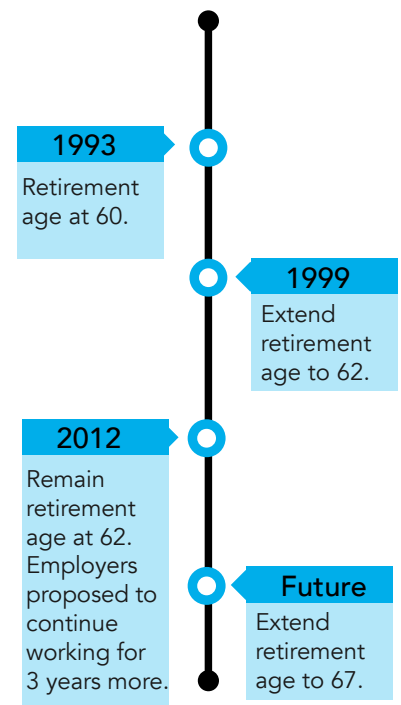 1993
Retirement
age at 60.
1999
Extend
retirement
age to 62.
2012
Remain
retirement
age at 62.
Employers
proposed to
continue
working for
3 years more.
Future
Extend
retirement
age to 67.